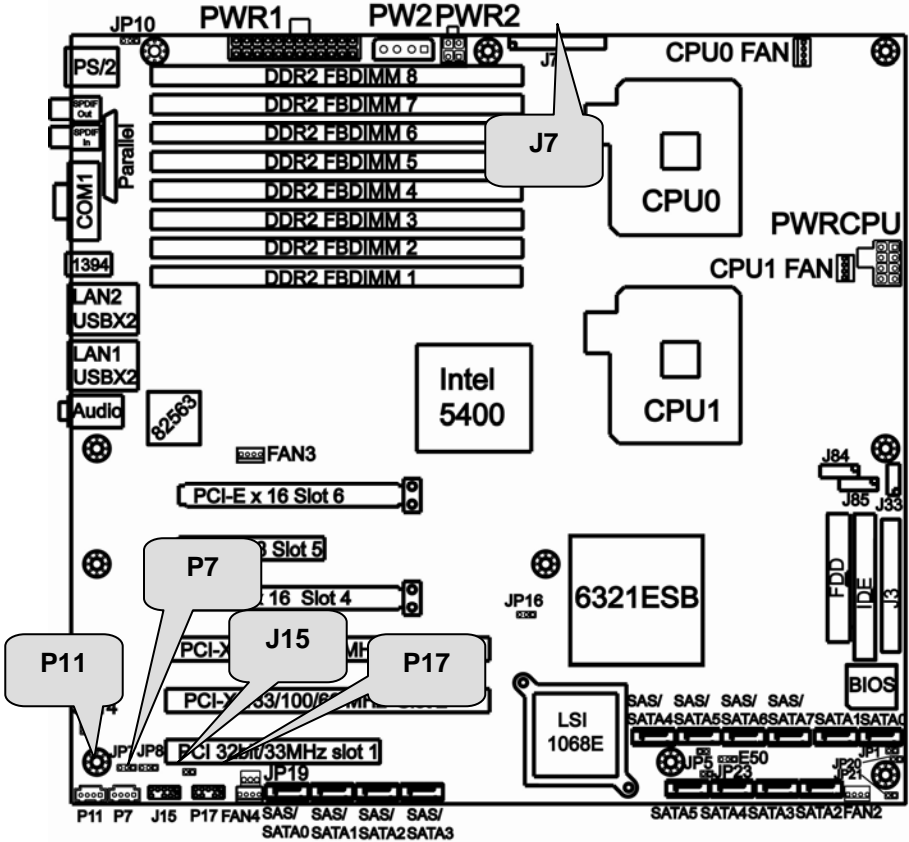 PWR1
PW2
PWR2
JP10
J7
CPU0 FAN
PS/2
DDR2 FBDIMM 8
DDR2 FBDIMM 7
SPDIF
Out
DDR2 FBDIMM 6
SPDIF
In
J7
Parallel
DDR2 FBDIMM 5
DDR2 FBDIMM 4
COM1
CPU0
DDR2 FBDIMM 3
PWRCPU
DDR2 FBDIMM 2
1394
CPU1 FAN
DDR2 FBDIMM 1
LAN2
USBX2
LAN1
USBX2
Intel
5400
Audio
82563
CPU1
FAN3
J84
J85
J33
PCI-E x 16 Slot 6
Slot 5
P7
FDD
IDE
J3
x 16 Slot 4
JP16
6321ESB
J15
P11
P17
PCI-X
BIOS
PCI-X
SAS/
SATA4
SAS/
SATA5
SAS/
SATA6
SAS/
SATA7
SATA1
SATA0
LSI
1068E
PCI 32bit/33MHz slot 1
JP8
E50
JP1
JP5
JP20
JP19
JP23
JP21
P11
P7
J15
P17
FAN4
SAS/
SATA0
SAS/
SATA1
SAS/
SATA2
SAS/
SATA3
SATA5
SATA4
SATA3
SATA2
FAN2